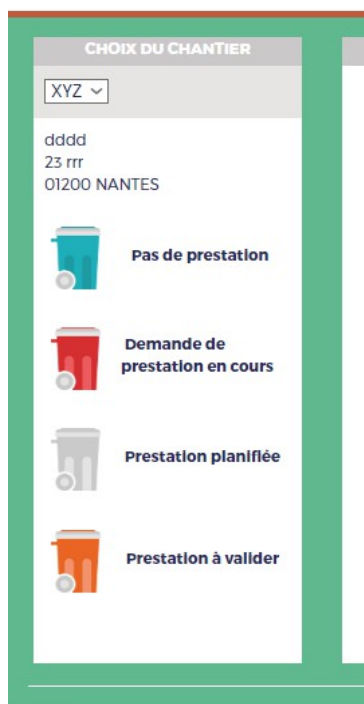 CHOIX DU CHANTIER
XYZ
dddd
23 rrr
01200 NANTES
Pas de prestation
Demande de
prestation en cours
Prestation planifiée
Prestation à valider